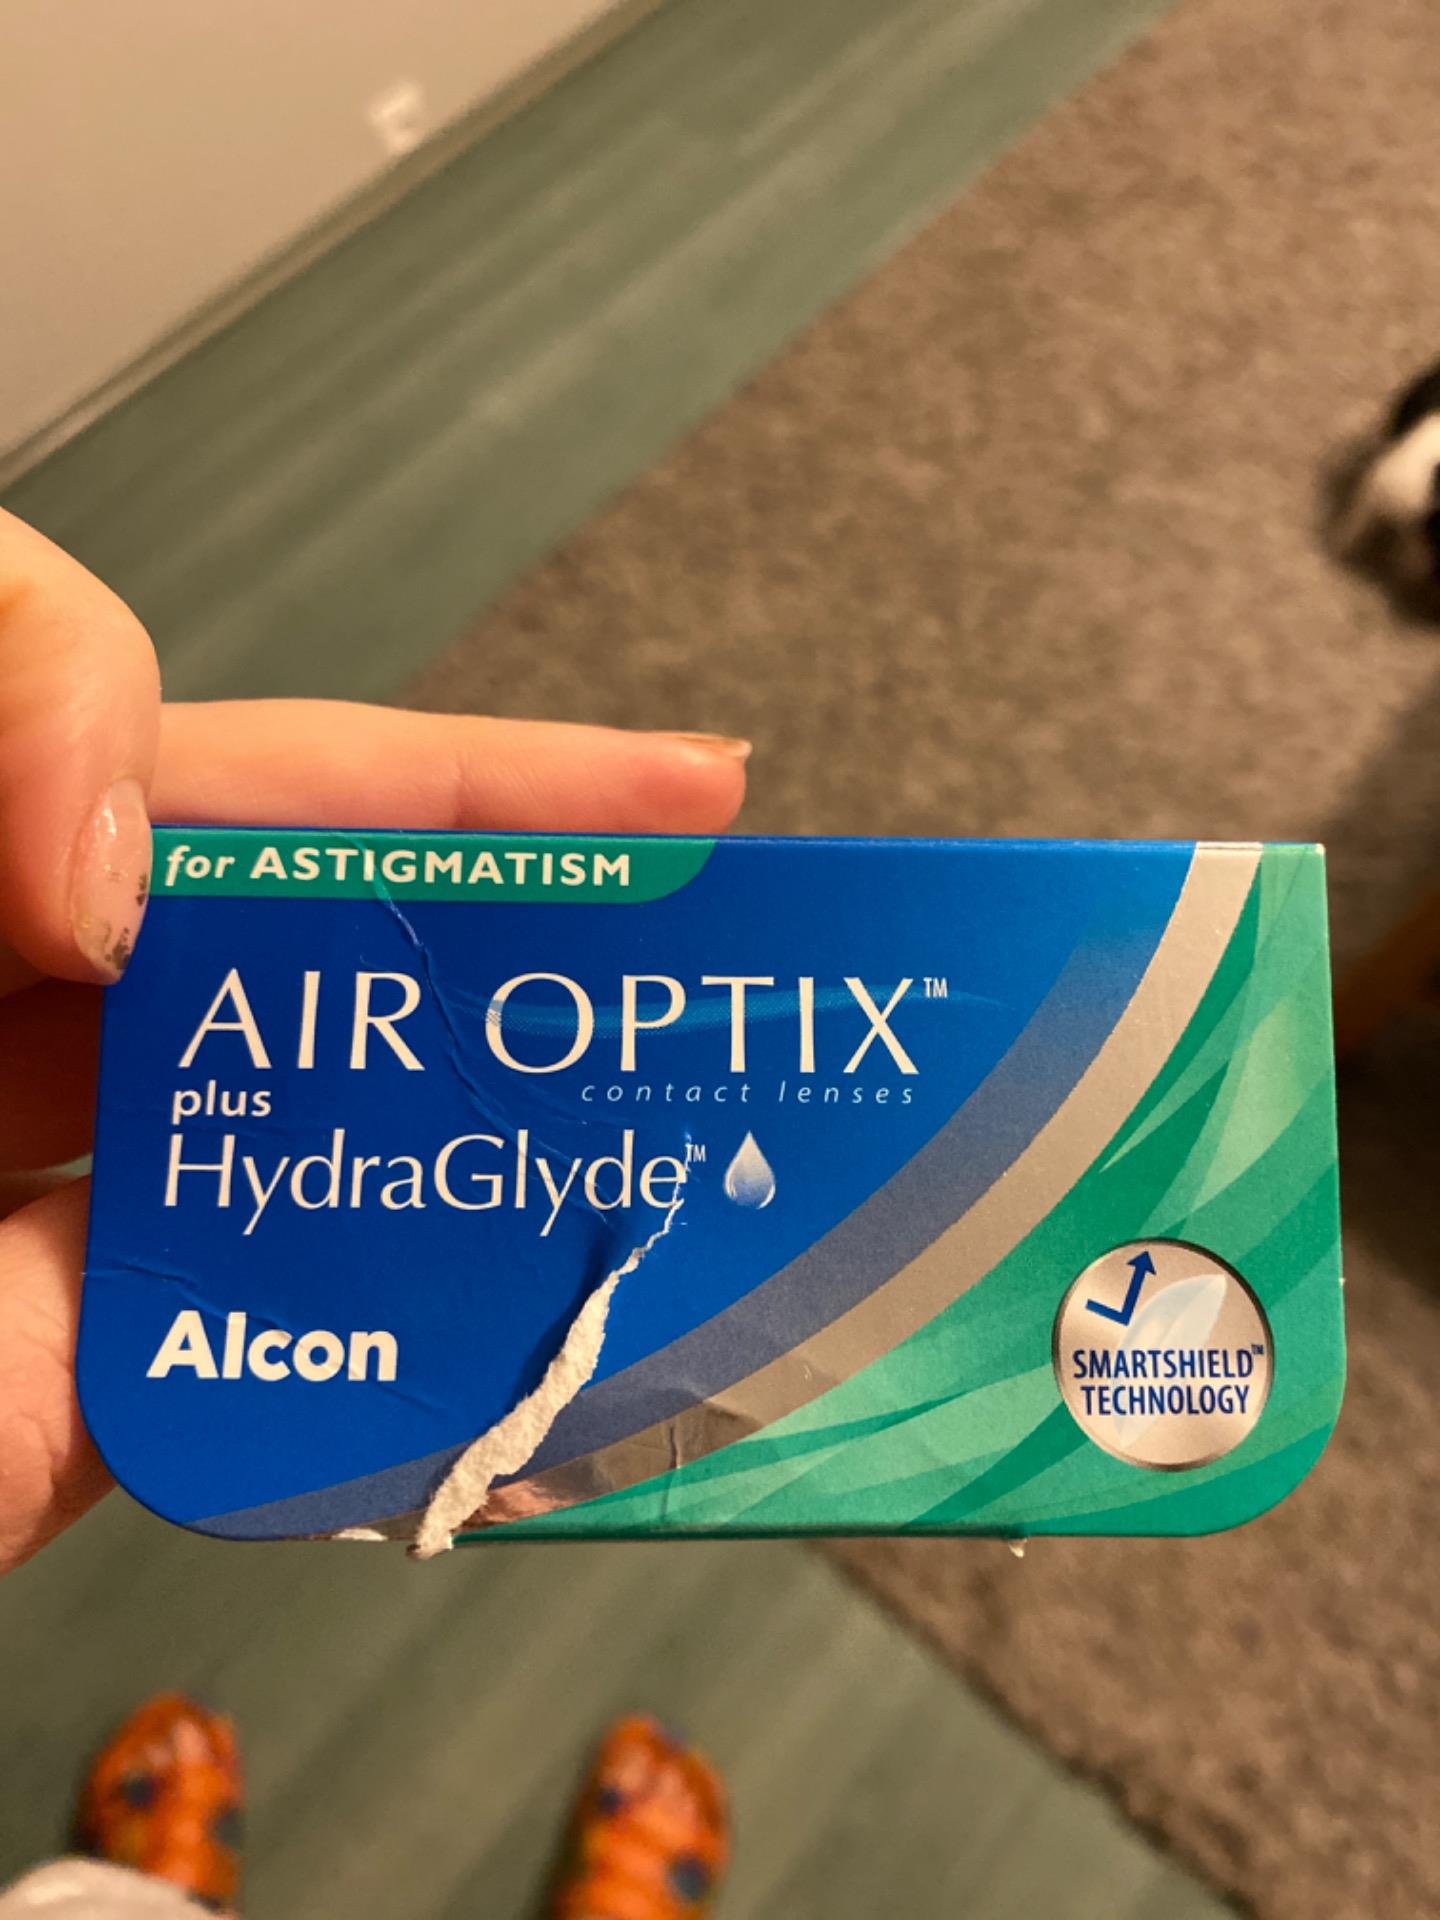 for ASTIGMATISM
AIR OPTIX™
contact lenses
plus
HydraGlyde™
Alcon
SMARTSHIELD™
TECHNOLOGY